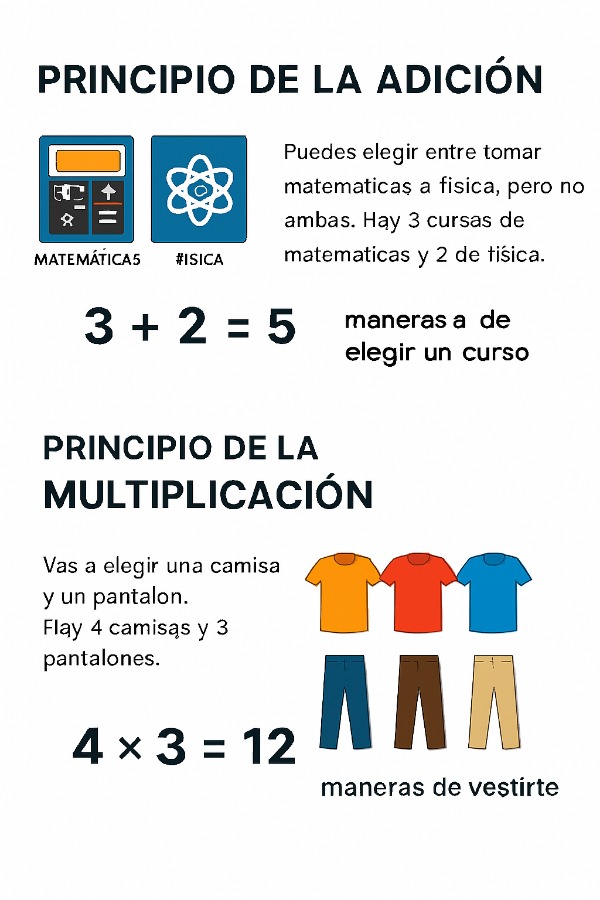 PRINCIPIO DE LA ADICIÓN
Puedes elegir entre tomar
matematicas a fisica, pero no
ambas. Hay 3 cursas de
matematicas y 2 de tísica.
MATEMÁTICA5
#ISICA
3 + 2 = 5
maneras a de
elegir un curso
PRINCIPIO DE LA
MULTIPLICACIÓN
Vas a elegir una camisa
y un pantalon.
Flay 4 camisas y 3
pantalones.
4 × 3 = 12
maneras de vestirte